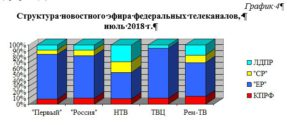 График 4¶
Структура новостного эфира федеральных телеканалов,¶
июль 2018 г.¶
100%
90%
80%
70%
60%
50%
40%
30%
20%
10%
0%
ЛДПР
"СР"
"ЕР"
КПРФ
"Первый" "Россия" НТВ ТВЦ Рен-ТВ